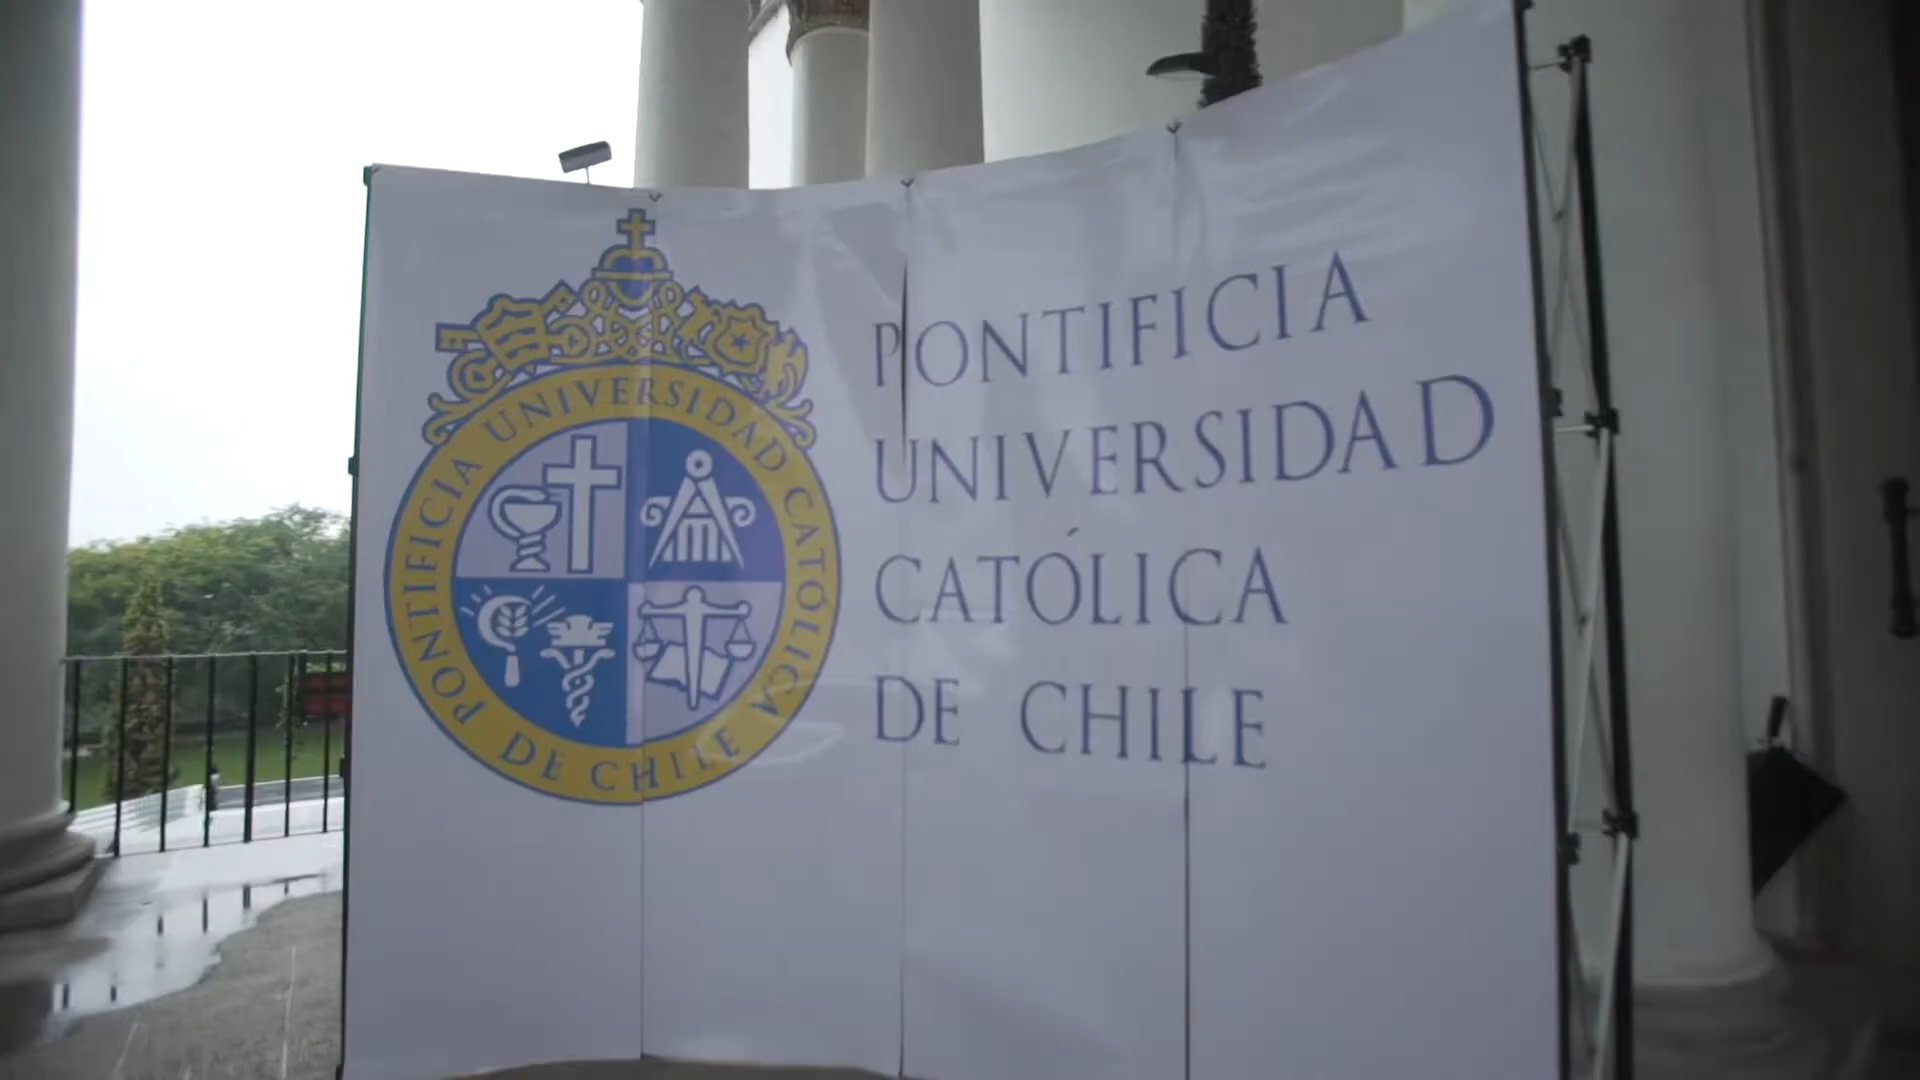 PONTIFICIA UNIVERSIDAD CATÓLICA
DE CHILE
PONTIFICIA
UNIVERSIDAD
CATÓLICA
DE CHILE